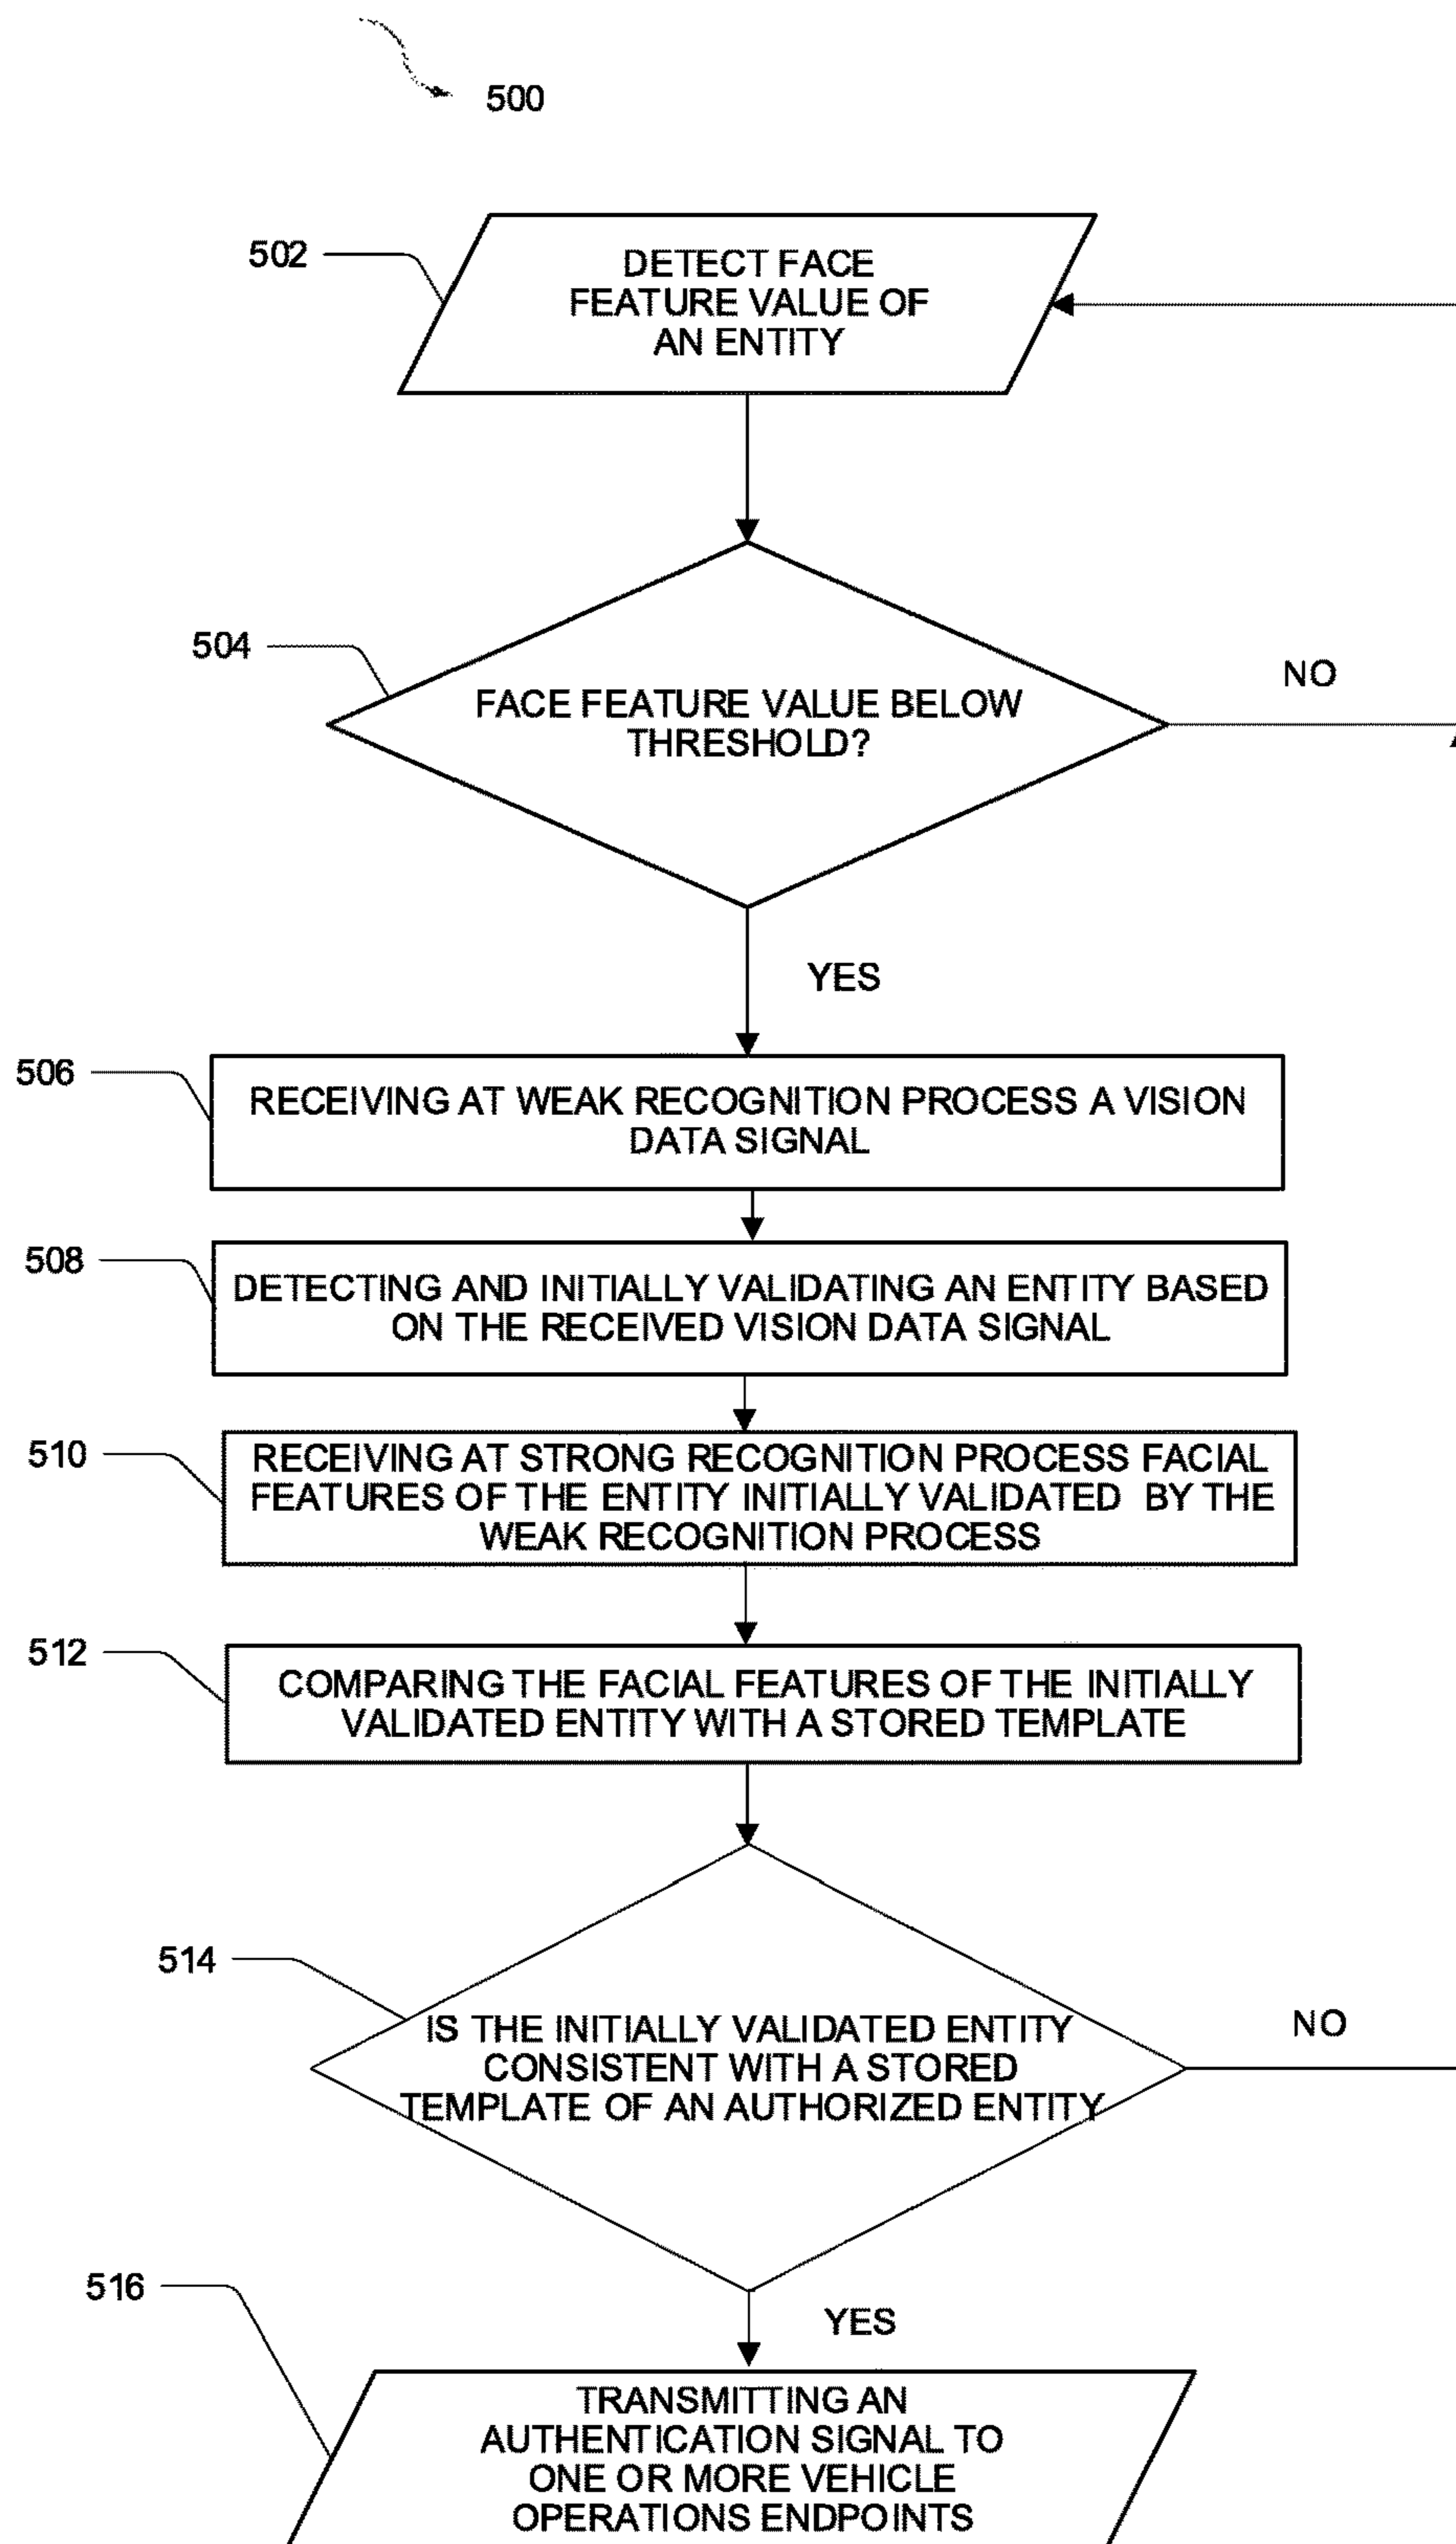 500
502
DETECT FACE
FEATURE VALUE OF
AN ENTITY
504
FACE FEATURE VALUE BELOW
THRESHOLD?
NO
YES
506
RECEIVING AT WEAK RECOGNITION PROCESS A VISION
DATA SIGNAL
508
DETECTING AND INITIALLY VALIDATING AN ENTITY BASED
ON THE RECEIVED VISION DATA SIGNAL
510
RECEIVING AT STRONG RECOGNITION PROCESS FACIAL
FEATURES OF THE ENTITY INITIALLY VALIDATED BY THE
WEAK RECOGNITION PROCESS
512
COMPARING THE FACIAL FEATURES OF THE INITIALLY
VALIDATED ENTITY WITH A STORED TEMPLATE
514
IS THE INITIALLY VALIDATED ENTITY
CONSISTENT WITH A STORED
TEMPLATE OF AN AUTHORIZED ENTITY
NO
YES
516
TRANSMITTING AN
AUTHENTICATION SIGNAL TO
ONE OR MORE VEHICLE
OPERATIONS ENDPOINTS